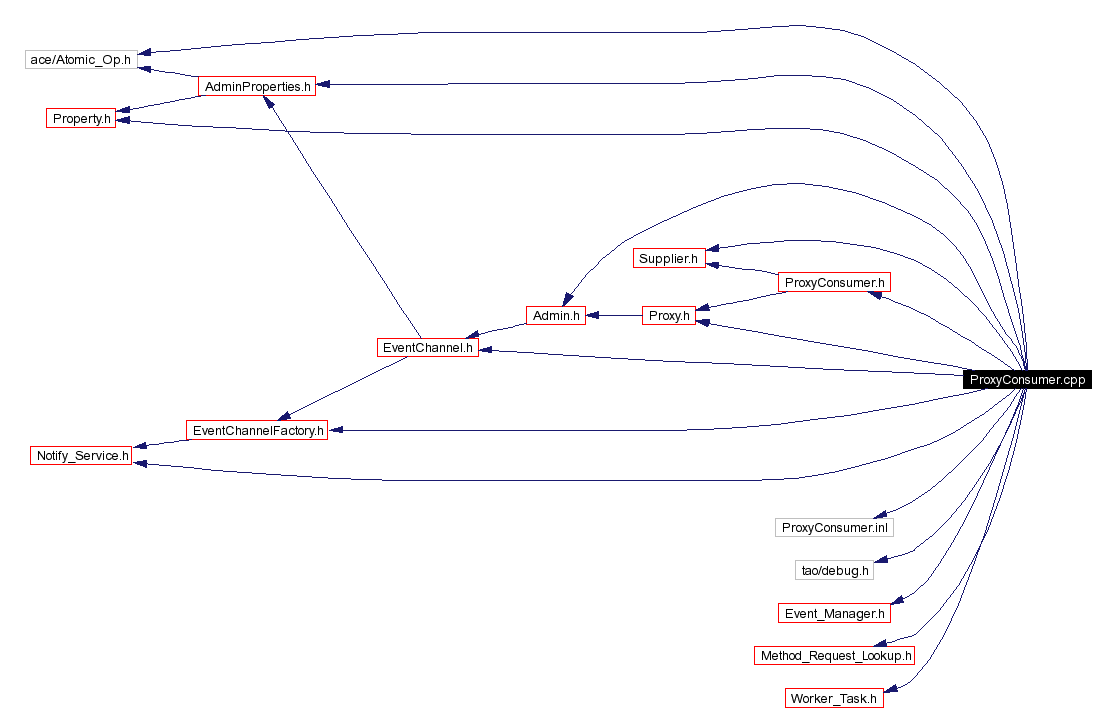 ace/Atomic_Op.h
AdminProperties.h
Property.h
Supplier.h
ProxyConsumer.h
Admin.h
Proxy.h
EventChannel.h
ProxyConsumer.cpp
EventChannelFactory.h
Notify_Service.h
ProxyConsumer.inl
tao/debug.h
Event_Manager.h
Method_Request_Lookup.h
Worker_Task.h